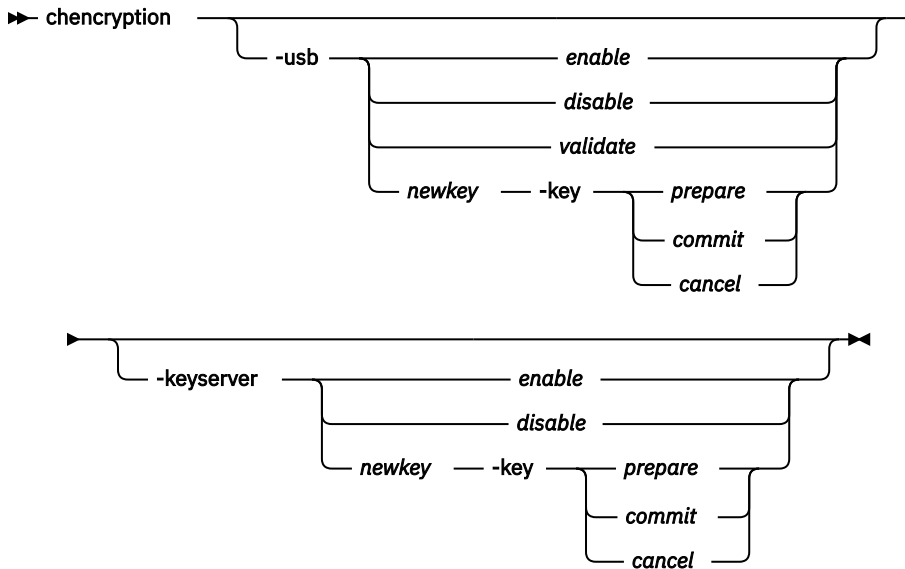 chencryption
-usb enable
disable
validate
newkey -key prepare
commit
cancel
-keyserver enable
disable
newkey -key prepare
commit
cancel